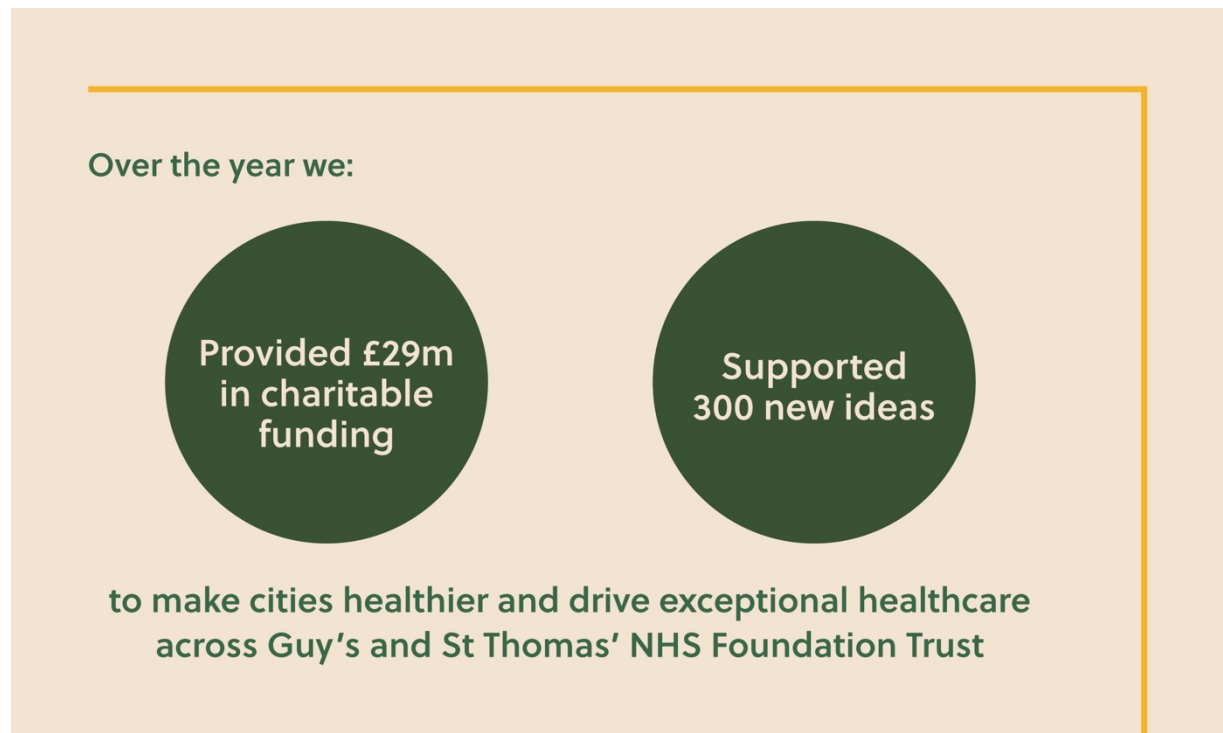 Over the year we:
Provided £29m
in charitable
funding
Supported
300 new ideas
to make cities healthier and drive exceptional healthcare
across Guy’s and St Thomas’ NHS Foundation Trust